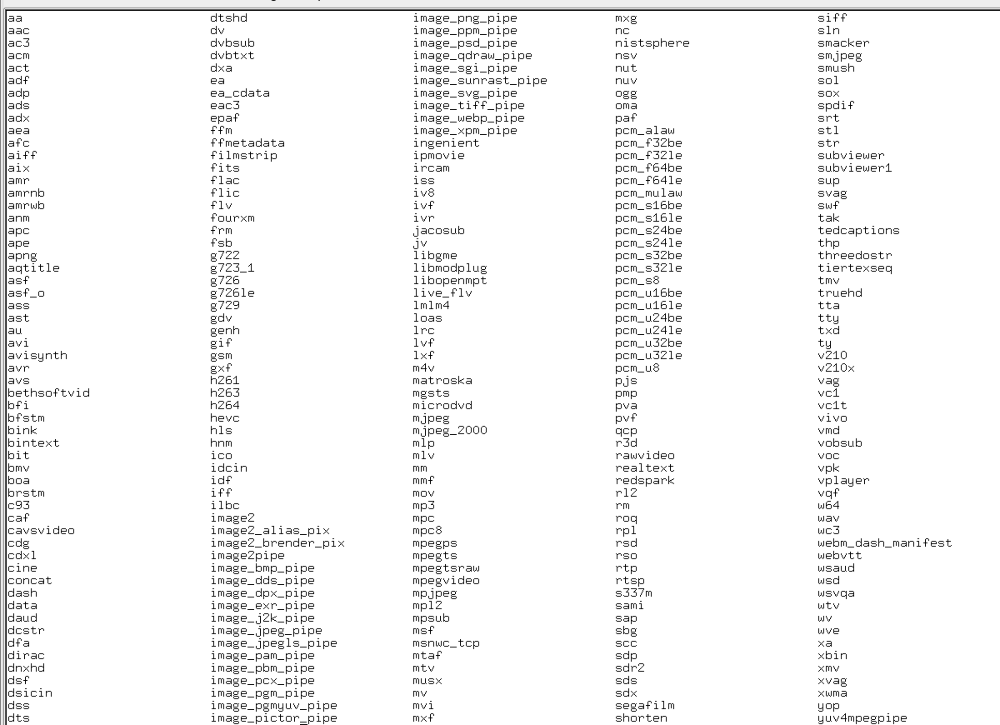 aa dtshd image_png_pipe mxg siff
aac dv image_ppm_pipe nc sln
ac3 dvbsub image_psd_pipe nistsphere smacker
acm dvbtxt image_qdraw_pipe nsv smjpeg
act dxa image_sgi_pipe nut smush
adf ea image_sunrast_pipe nuv sol
adp ea_cdata image_svg_pipe ogg sox
ads eac3 image_tiff_pipe oma spdif
adx epaf image_webp_pipe paf srt
aea ffm image_xpm_pipe pcm_alaw stl
afc ffmetadata ingenient pcm_f32be str
aiff filmstrip ipmovie pcm_f32le subviewer
aix fits ircam pcm_f64be subviewer1
amr flac iss pcm_f64le sup
amrnb flic iv8 pcm_mulaw svag
amrwb flv ivf pcm_s16be swf
anm fourxm ivr pcm_s16le tak
apc frm jacosub pcm_s24be tedcaptions
ape fsb jv pcm_s24le thp
apng g722 libgme pcm_s32be threedostr
aqtitle g723_1 libmodplug pcm_s32le tiertexseq
asf g726 libopenmpt pcm_s8 tmv
asf_o g726le live_flv pcm_u16be truehd
ass g729 lmlm4 pcm_u16le tta
ast gdv loas pcm_u24be tty
au genh lrc pcm_u24le txd
avi gif lvf pcm_u32be ty
avisynth gsm lxf pcm_u32le v210
avr gxf m4v pcm_u8 v210x
avs h261 matroska pjs vag
bethsoftvid h263 mgsts pmp vc1
bfi h264 microdvd pva vc1t
bfstm hevc mjpeg pvf vivo
bink hls mjpeg_2000 qcp vmd
bintext hnm mlp r3d vobsub
bit ico mlv rawvideo voc
bmv idcin mm realtext vpk
boa idf mmf redspark vplayer
brstm iff mov rl2 vqf
c93 ilbc mp3 rm w64
caf image2 mpc roq wav
cavsvideo image2_alias_pix mpc8 rpl wc3
cdg image2_brender_pix mpegps rsd webm_dash_manifest
cdxl image2pipe mpegts rso webvtt
cine image_bmp_pipe mpegtsraw rtp wsaud
concat image_dds_pipe mpegvideo rtsp wsd
dash image_dpx_pipe mpjpeg s337m wsvqa
data image_exr_pipe mpl2 sami wtv
daud image_j2k_pipe mpsub sap wv
dcstr image_jpeg_pipe msf sbg wve
dfa image_jpegls_pipe msnwc_tcp scc xa
dirac image_pam_pipe mtaf sdp xbin
dnxhd image_pbm_pipe mtv sdr2 xmv
dsf image_pcx_pipe musx sds xvag
dsicin image_pgm_pipe mv sdx xwma
dss image_pgmyuv_pipe mvi segafilm yop
dts image_pictor_pipe mxf shorten yuv4mpegpipe